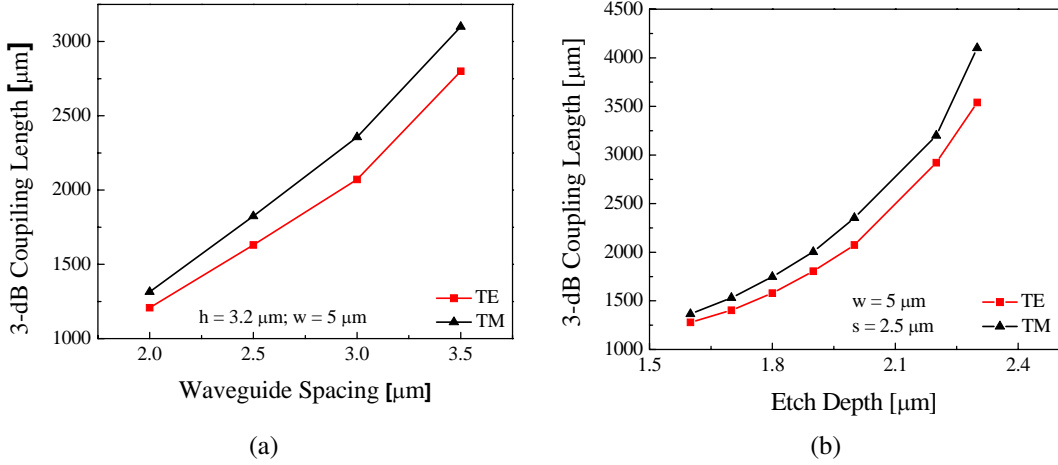 3-dB Coupiling Length [μm]
3000
2500
2000
1500
1000
h = 3.2 μm; w = 5 μm
TE
TM
2.0 2.5 3.0 3.5
Waveguide Spacing [μm]
(a)
3-dB Coupling Length [μm]
4500
4000
3500
3000
2500
2000
1500
1000
w = 5 μm
s = 2.5 μm
TE
TM
1.5 1.8 2.1 2.4
Etch Depth [μm]
(b)